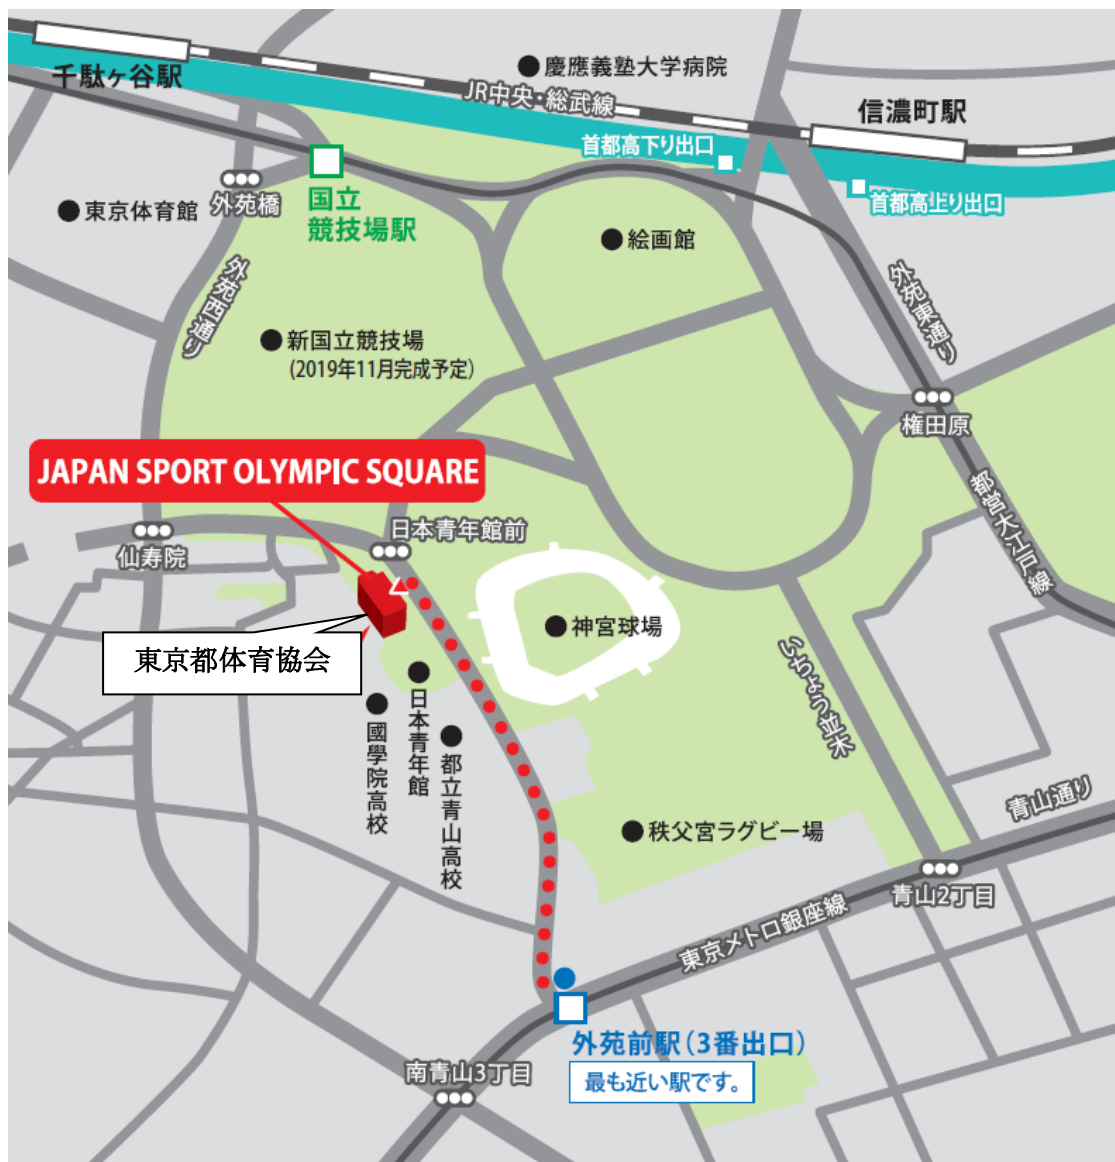 千駄ヶ谷駅
慶應義塾大学病院
JR中央・総武線
信濃町駅
首都高下り出口
首都高上り出口
東京体育館
外苑橋
国立
競技場駅
絵画館
外苑西通り
外苑東通り
新国立競技場
(2019年11月完成予定)
権田原
JAPAN SPORT OLYMPIC SQUARE
都営大江戸線
仙寿院
日本青年館前
神宮球場
東京都体育協会
いちょう並木
日本青年館
國學院高校
都立青山高校
秩父宮ラグビー場
青山通り
青山2丁目
東京メトロ銀座線
外苑前駅(3番出口)
最も近い駅です。
南青山3丁目